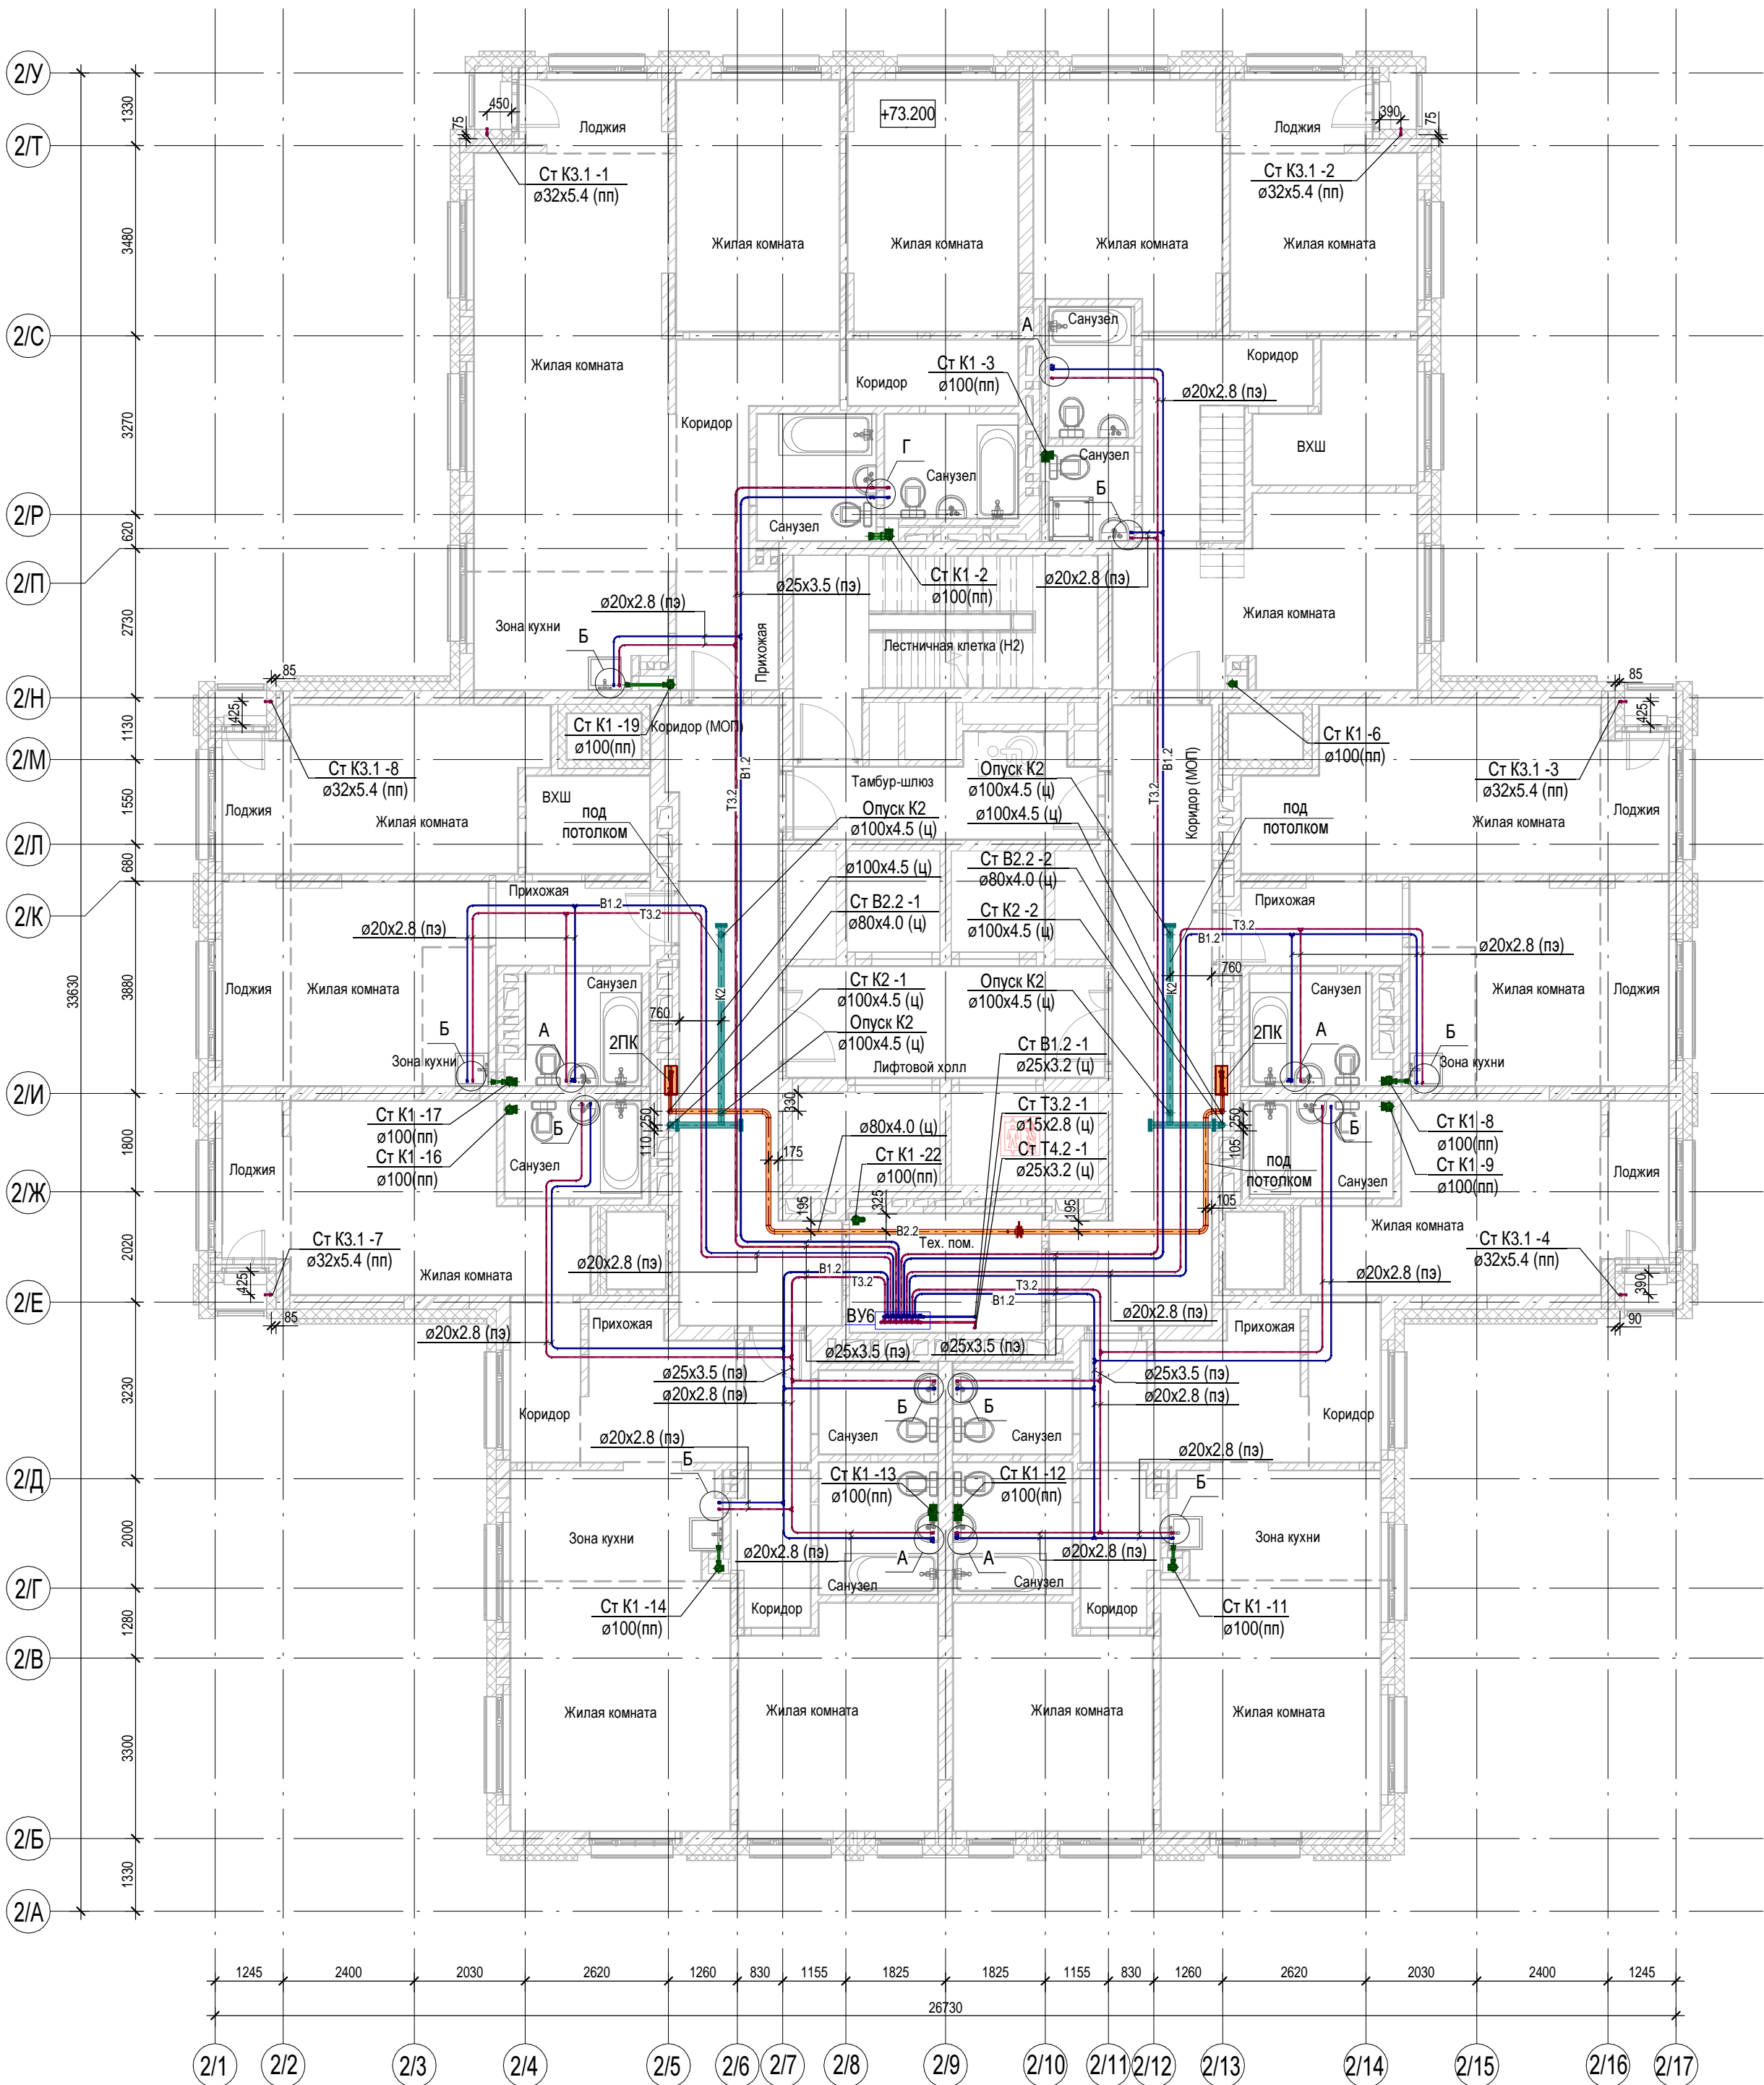 2/У
1330
450
75
Лоджия
+73.200
Лоджия
390
75
2/Т
Ст К3.1 -1
ø32x5.4 (пп)
Ст К3.1 -2
ø32x5.4 (пп)
3480
Жилая комната
Жилая комната
Жилая комната
Жилая комната
2/С
А
Санузел
Жилая комната
Коридор
Ст К1 -3
ø100(пп)
Коридор
ø20x2.8 (пэ)
3270
Коридор
Г
Санузел
Санузел
ВХШ
Б
2/Р
Санузел
620
2/П
Ст К1 -2
ø100(пп)
ø25x3.5 (пэ)
ø20x2.8 (пэ)
ø20x2.8 (пэ)
2730
Зона кухни
Б
Прихожая
Лестничная клетка (Н2)
Жилая комната
2/Н
85
425
85
425
1130
Ст К1 -19
ø100(пп)
Коридор (МОП)
Ст К1 -6
ø100(пп)
2/М
Ст К3.1 -8
ø32x5.4 (пп)
В1.2
Т3.2
Тамбур-шлюз
Опуск К2
ø100x4.5 (ц)
В1.2
Т3.2
Коридор (МОП)
Ст К3.1 -3
ø32x5.4 (пп)
1550
Лоджия
Жилая комната
ВХШ
под
потолком
Опуск К2
ø100x4.5 (ц)
ø100x4.5 (ц)
под
потолком
Жилая комната
Лоджия
2/Л
680
ø100x4.5 (ц)
Ст В2.2 -2
ø80x4.0 (ц)
2/К
Прихожая
В1.2
Т3.2
Ст В2.2 -1
ø80x4.0 (ц)
Ст К2 -2
ø100x4.5 (ц)
Прихожая
Т3.2
В1.2
ø20x2.8 (пэ)
ø20x2.8 (пэ)
33630
3880
Лоджия
Жилая комната
Санузел
760
К2
Ст К2 -1
ø100x4.5 (ц)
Опуск К2
ø100x4.5 (ц)
К2
760
Санузел
Жилая комната
Лоджия
Б
А
Зона кухни
2ПК
Опуск К2
ø100x4.5 (ц)
Ст В1.2 -1
ø25x3.2 (ц)
2ПК
А
Б
Зона кухни
Лифтовой холл
2/И
Ст К1 -17
ø100(пп)
Ст К1 -16
ø100(пп)
Б
250
110
330
Ст Т3.2 -1
ø15x2.8 (ц)
Ст Т4.2 -1
ø25x3.2 (ц)
250
105
Б
Ст К1 -8
ø100(пп)
Ст К1 -9
ø100(пп)
1800
Лоджия
Санузел
175
ø80x4.0 (ц)
Ст К1 -22
ø100(пп)
под
потолком
Санузел
Лоджия
2/Ж
195
325
195
105
Жилая комната
2020
Ст К3.1 -7
ø32x5.4 (пп)
Жилая комната
ø20x2.8 (пэ)
В2.2
Тех. пом.
Ст К3.1 -4
ø32x5.4 (пп)
В1.2
Т3.2
Т3.2
В1.2
ø20x2.8 (пэ)
425
390
2/Е
ВУ6
ø20x2.8 (пэ)
85
90
ø20x2.8 (пэ)
Прихожая
Прихожая
ø25x3.5 (пэ)
ø25x3.5 (пэ)
ø25x3.5 (пэ)
ø20x2.8 (пэ)
ø25x3.5 (пэ)
ø20x2.8 (пэ)
3230
Коридор
Б
Б
Коридор
Санузел
Санузел
ø20x2.8 (пэ)
ø20x2.8 (пэ)
2/Д
Б
Ст К1 -13
ø100(пп)
Ст К1 -12
ø100(пп)
Б
2000
Зона кухни
ø20x2.8 (пэ)
А
А
ø20x2.8 (пэ)
Зона кухни
2/Г
Санузел
Санузел
Ст К1 -14
ø100(пп)
Коридор
Коридор
Ст К1 -11
ø100(пп)
1280
2/В
Жилая комната
Жилая комната
Жилая комната
Жилая комната
3300
2/Б
1330
2/А
1245
2400
2030
2620
1260
830
1155
1825
1825
1155
830
1260
2620
2030
2400
1245
26730
2/1
2/2
2/3
2/4
2/5
2/6
2/7
2/8
2/9
2/10
2/11
2/12
2/13
2/14
2/15
2/16
2/17